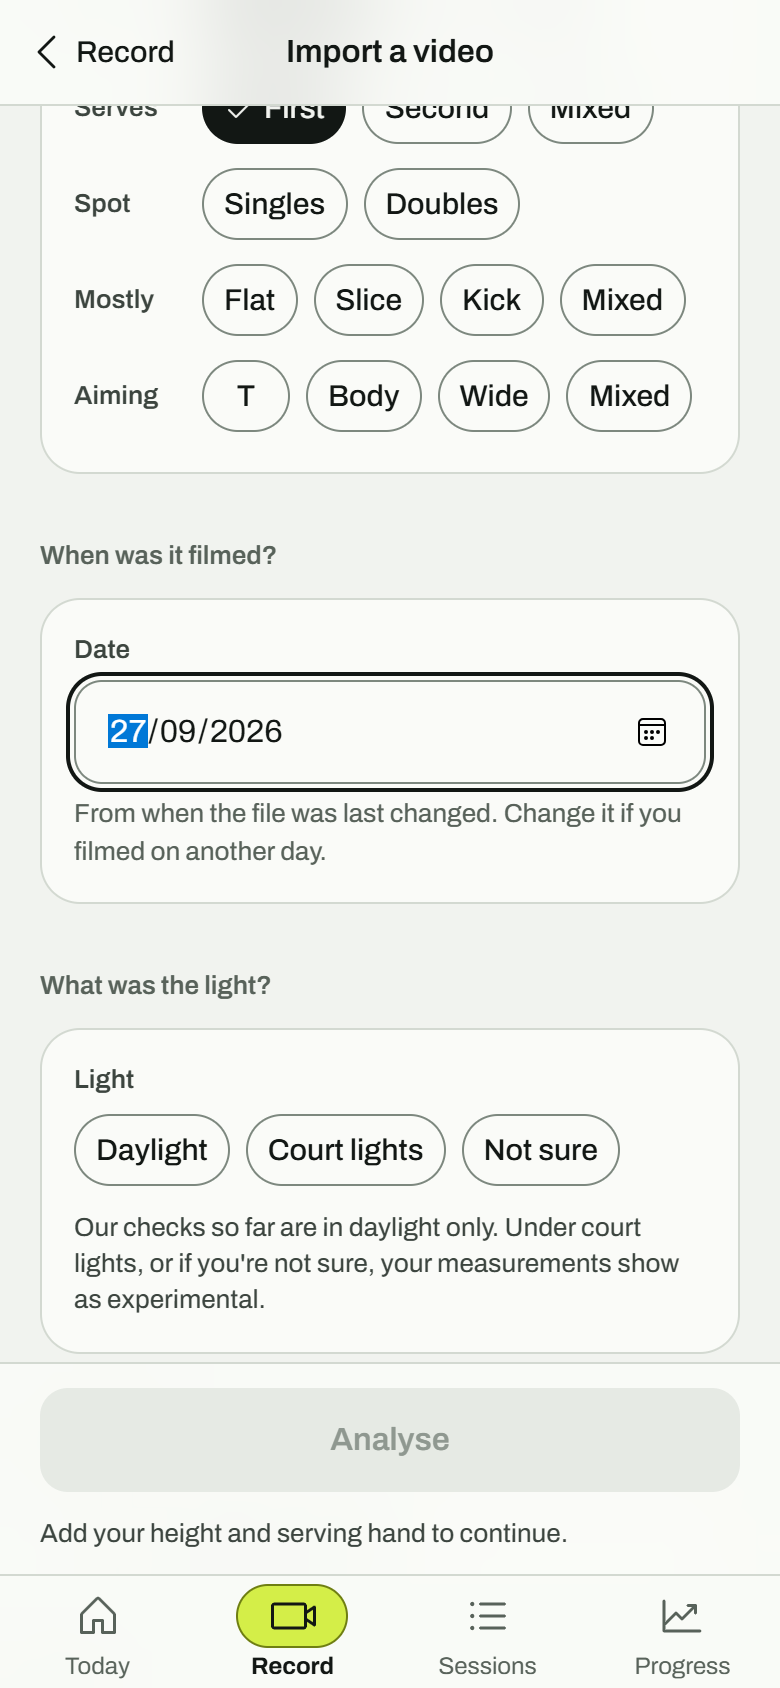 Record
Import a video
Serves
First
Second
Mixed
Spot
Singles
Doubles
Mostly
Flat
Slice
Kick
Mixed
Aiming
T
Body
Wide
Mixed
When was it filmed?
Date
27/09/2026
From when the file was last changed. Change it if you
filmed on another day.
What was the light?
Light
Daylight
Court lights
Not sure
Our checks so far are in daylight only. Under court
lights, or if you're not sure, your measurements show
as experimental.
Analyse
Add your height and serving hand to continue.
Today
Record
Sessions
Progress